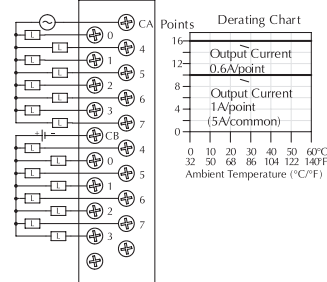 CA
L
0
L
4
L
1
L
5
L
2
L
6
L
3
L
7
+ -
CB
L
4
L
0
L
5
L
1
L
6
L
2
L
7
L
3
Points
Derating Chart
16
12
8
4
0
Output Current
0.6A/point
Output Current
1A/point
(5A/common)
0 10 20 30 40 50 60°C
32 50 68 86 104 122 140°F
Ambient Temperature (°C/°F)